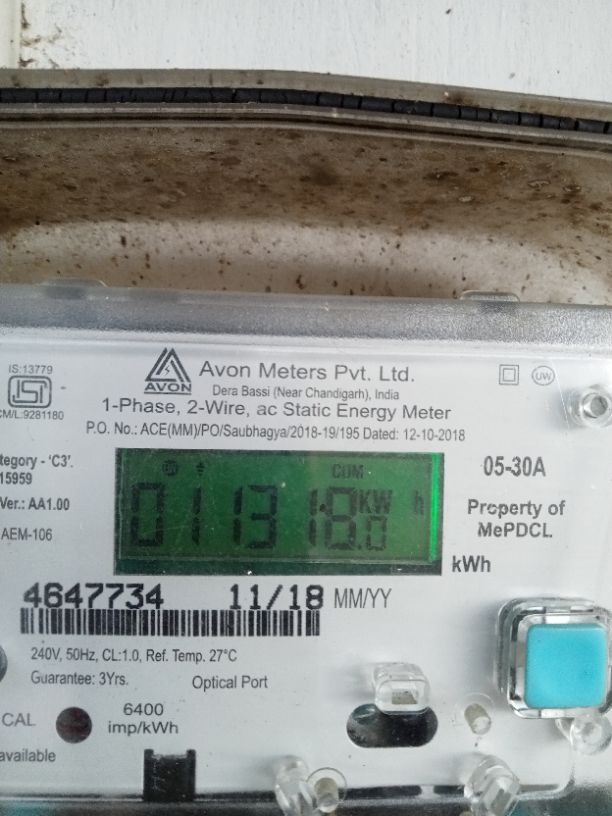 IS:13779
ISI
CM/L:9281180
AVON
Avon Meters Pvt. Ltd.
Dera Bassi (Near Chandigarh), India
UW
1-Phase, 2-Wire, ac Static Energy Meter
P.O. No.: ACE(MM)/PO/Saubhagya/2018-19/195 Dated: 12-10-2018
tegory - 'C3'.
15959
Ver.: AA1.00
AEM-106
CUM
KW h
05-30A
Property of
MePDCL
kWh
4647734 11/18 MM/YY
240V, 50Hz, CL:1.0, Ref. Temp. 27°C
Guarantee: 3Yrs.
Optical Port
CAL
6400
imp/kWh
available